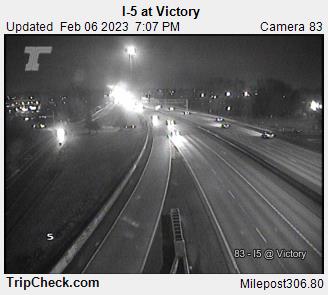 I-5 at Victory
Updated Feb 06 2023 7:07 PM
Camera 83
T
S
83 - I5 @ Victory
TripCheck.com
Milepost306.80